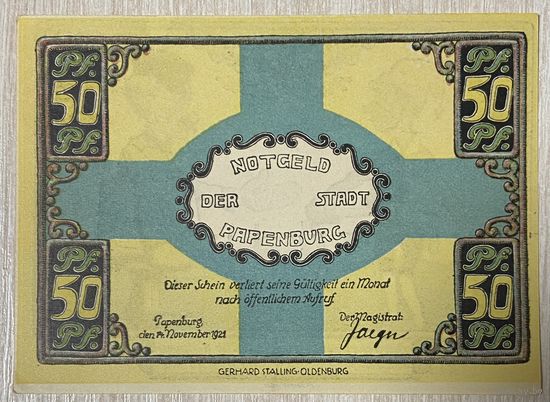 Pf. Pf.
50 50
Pf. Pf.
NOTGELD
DER STADT
PAPENBURG
Dieser Schein verliert seine Gültigkeit ein Monat
nach öffentlichem Aufruf
Papenburg, Der Magistrat:
den 14. November 1921
Pf. Pf.
50 50
Pf. Pf.
GERHARD STALLING-OLDENBURG